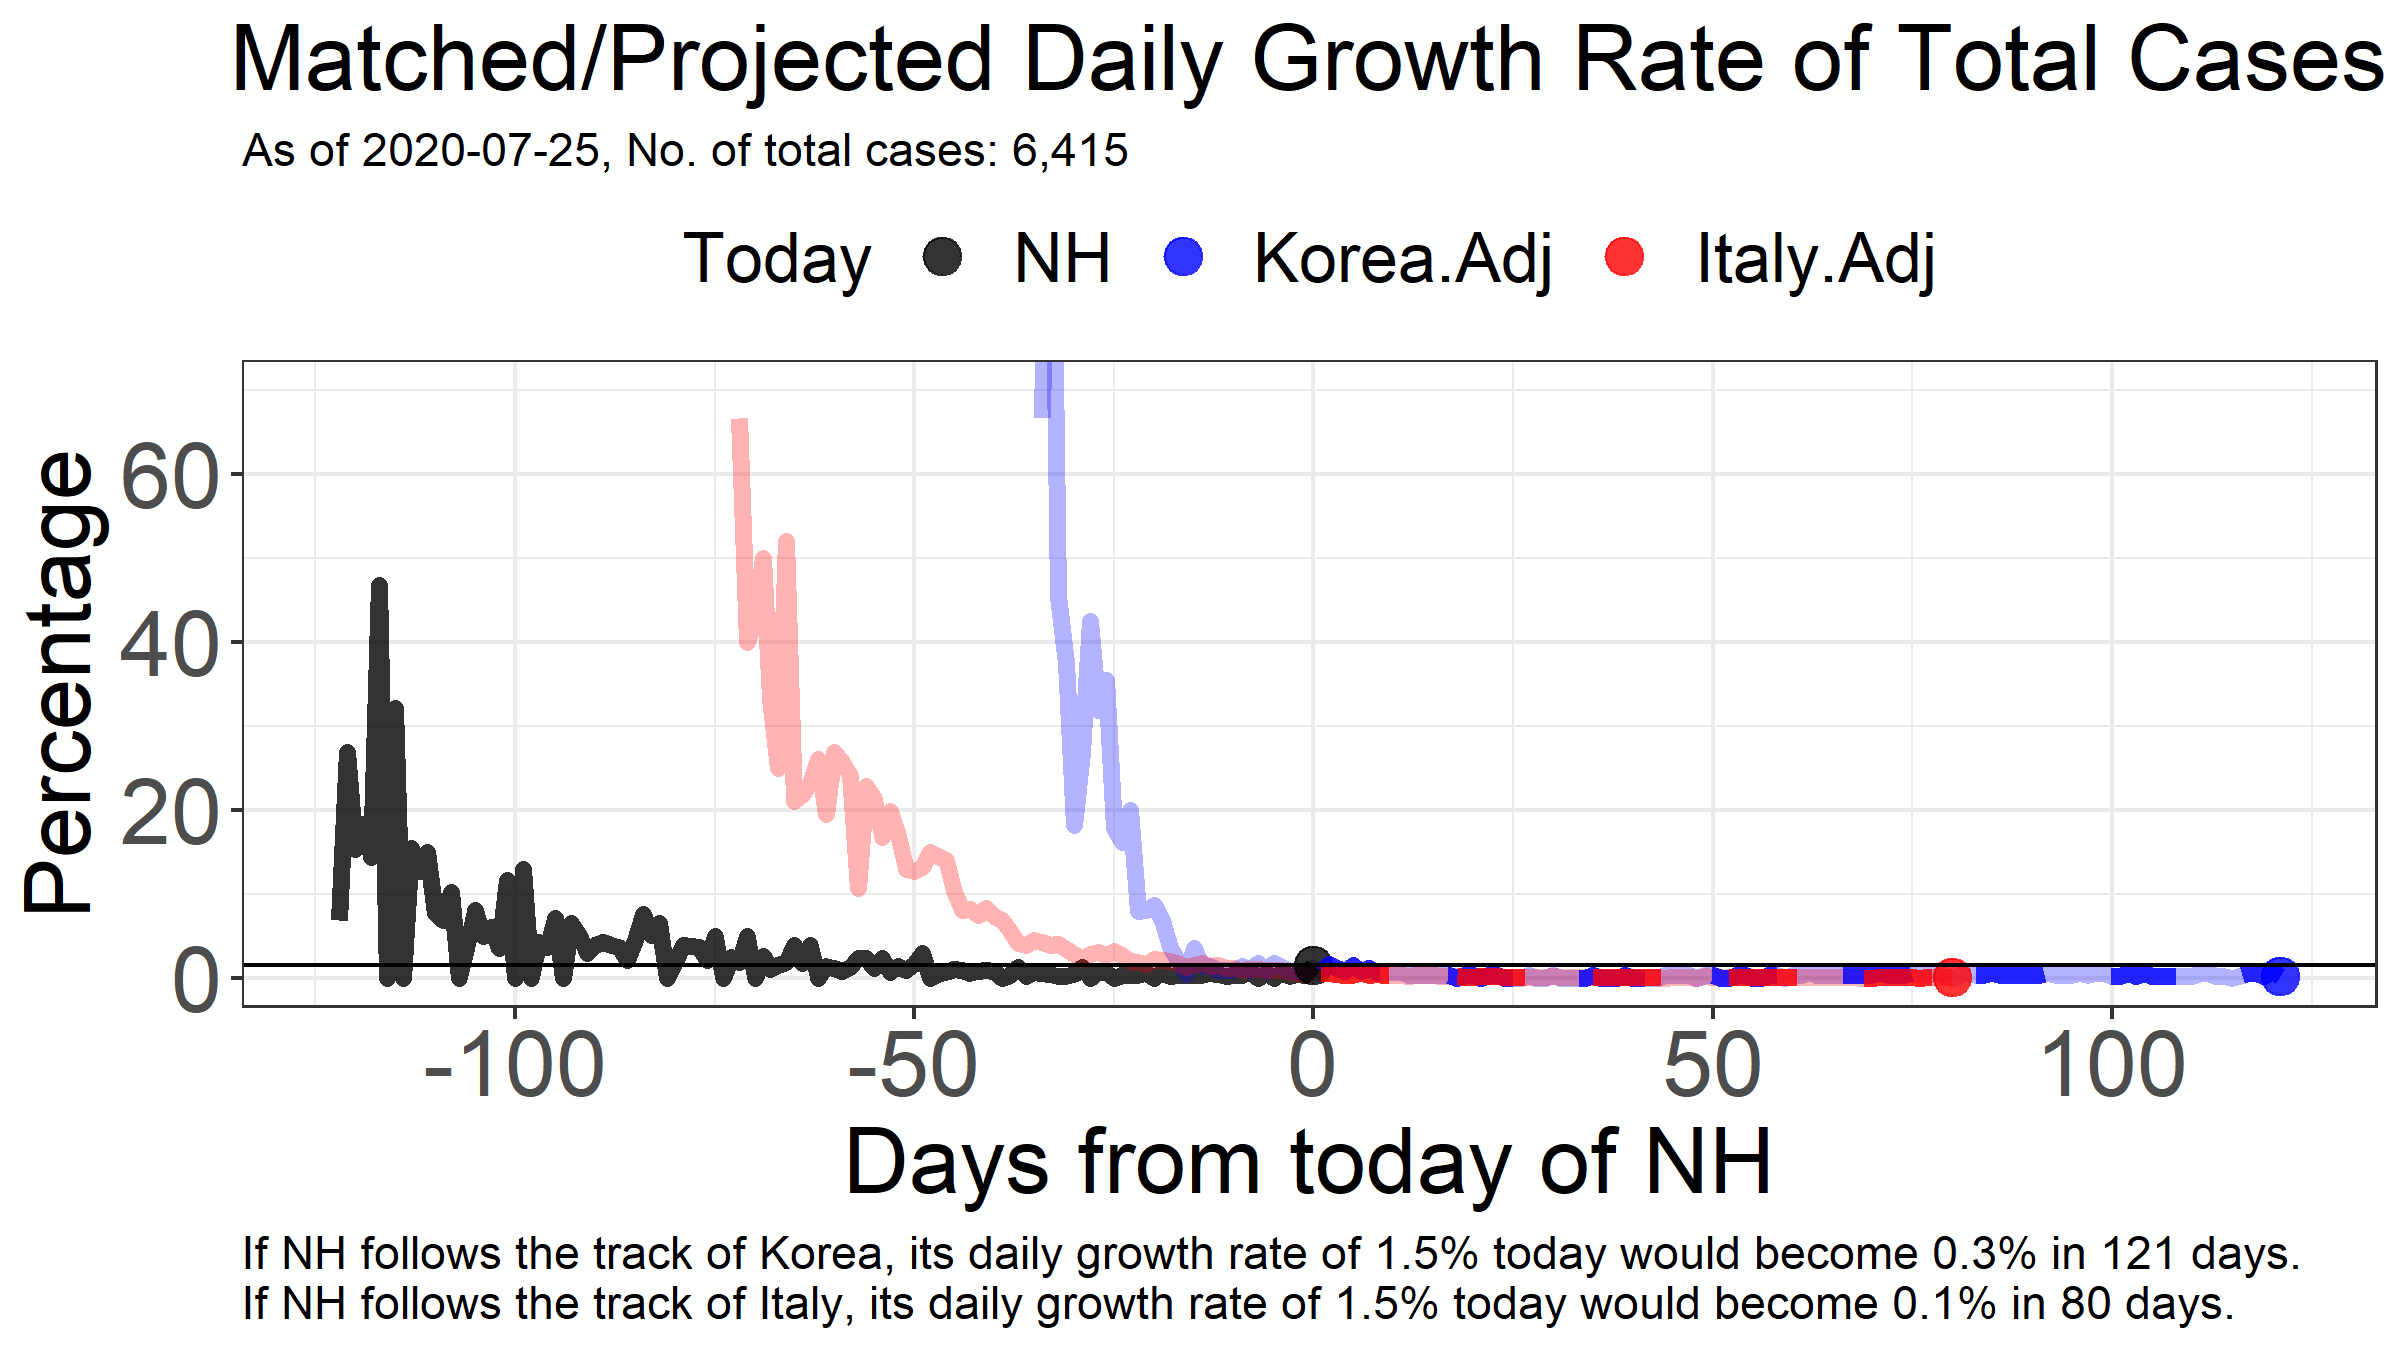 Matched/Projected Daily Growth Rate of Total Cases
As of 2020-07-25, No. of total cases: 6,415
Today NH Korea.Adj Italy.Adj
Percentage
60
40
20
0
-100 -50 0 50 100
Days from today of NH
If NH follows the track of Korea, its daily growth rate of 1.5% today would become 0.3% in 121 days.
If NH follows the track of Italy, its daily growth rate of 1.5% today would become 0.1% in 80 days.